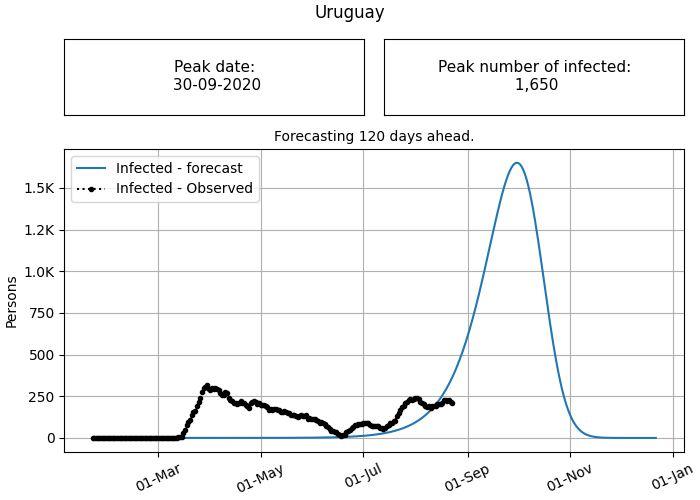 Uruguay
Peak date:
30-09-2020
Peak number of infected:
1,650
Forecasting 120 days ahead.
Infected - forecast
Infected - Observed
1.5K
1.2K
1.0K
750
500
250
0
Persons
01-Mar
01-May
01-Jul
01-Sep
01-Nov
01-Jan